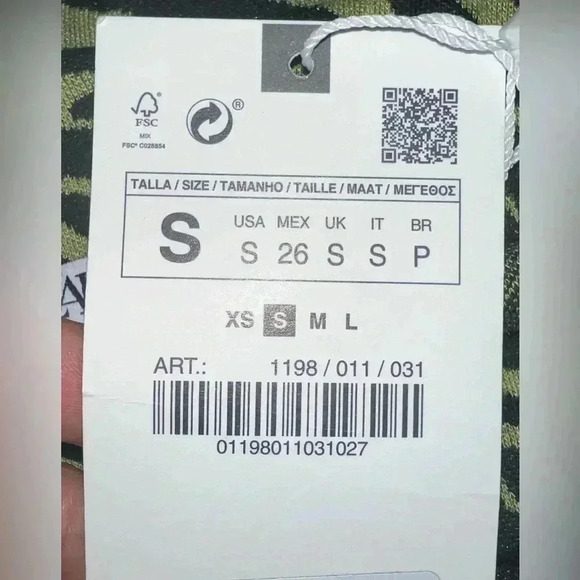 FSC
®
MIX
FSC® C028854
TALLA / SIZE / TAMANHO / TAILLE / MAAT / ΜΕΓΕΘΟΣ
S
USA MEX UK IT BR
S 26 S S P
XS S M L
ART.: 1198 / 011 / 031
01198011031027